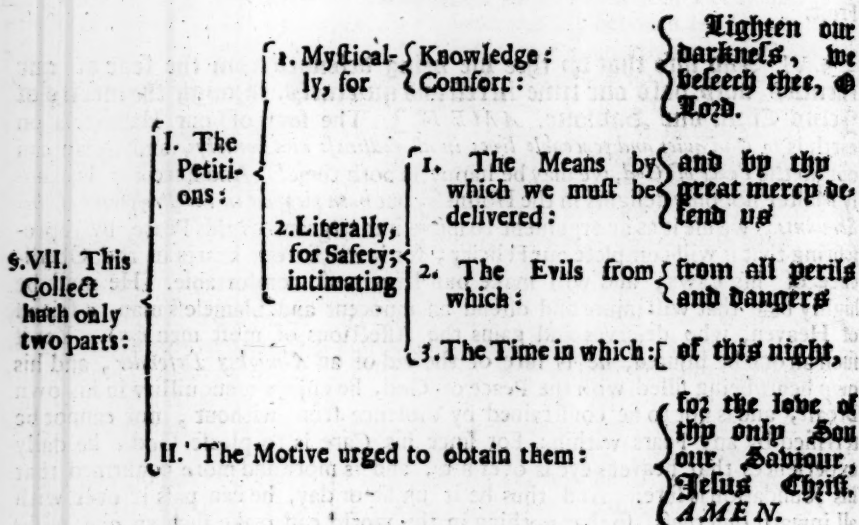 §.VII. This
Collect
hath only
two parts:
I. The
Petiti-
ons:
1. Myſtical-
ly, for
Knowledge:
Comfort:
Lighten our
darkneſs, we
beſeech thee, O
Lord.
2. Literally,
for Safety;
intimating
1. The Means by
which we muſt be
delivered:
and by thy
great mercy de-
fend us
2. The Evils from
which:
from all perils
and dangers
3. The Time in which:
of this night,
II. The Motive urged to obtain them:
for the love of
thy only Son
our Saviour,
Jeſus Chriſt.
AMEN.